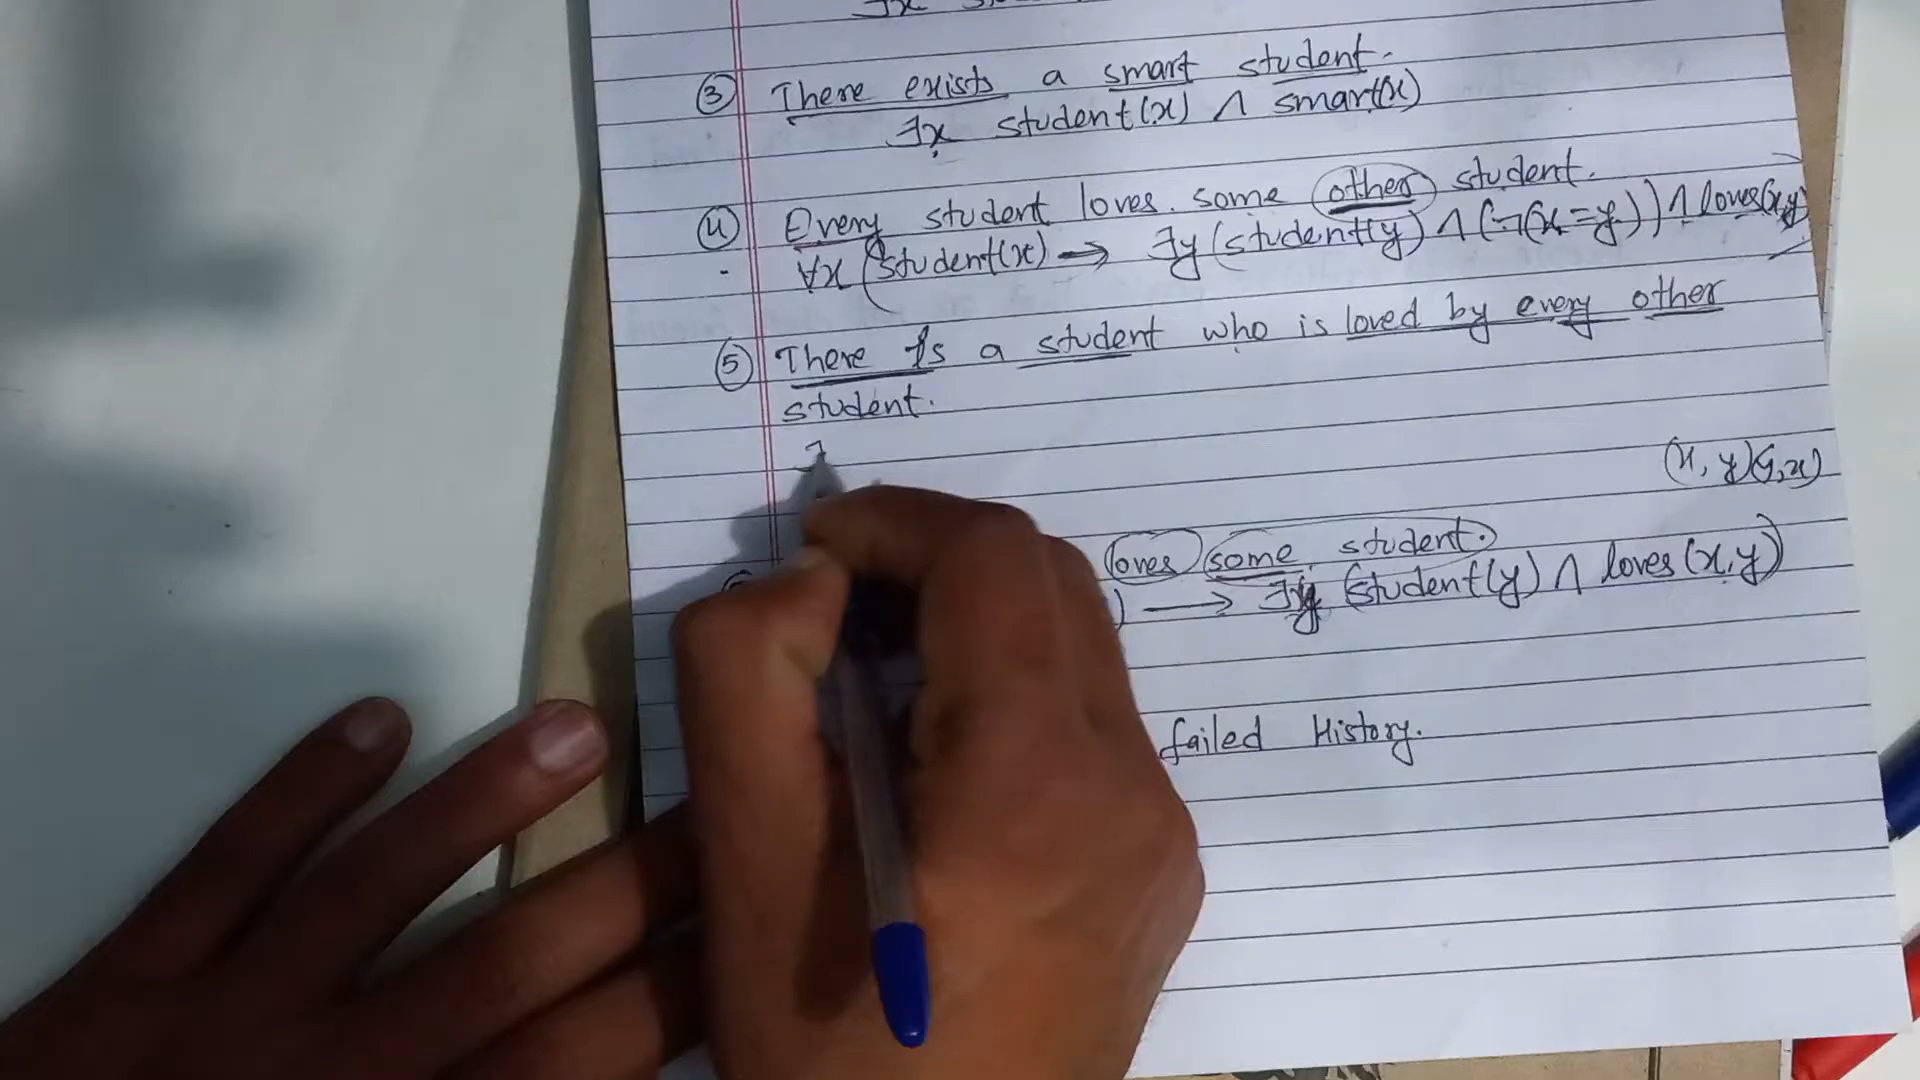 ③ There exists a smart student.
∃x student(x) ∧ smart(x)
④ Every student loves some other student.
∀x (student(x) → ∃y (student(y) ∧ (¬(x=y))) ∧ loves(x,y)
⑤ There Is a student who is loved by every other
student.
(x, y)(y,x)
loves some student.
) → ∃y (student(y) ∧ loves(x,y)
failed History.